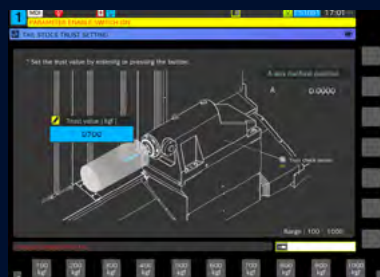 1 MDI 17:01
PARAMETER ENABLE SWITCH ON
TAIL STOCK TRUST SETTING
* Set the trust value by entering or pressing the button.
A axis machine position
A 0.0000
Trust value [kgf]
0700
Trust check sensor
Range [100 1000]
100 kgf 200 kgf 300 kgf 400 kgf 500 kgf 600 kgf 700 kgf 800 kgf 900 kgf 1000 kgf